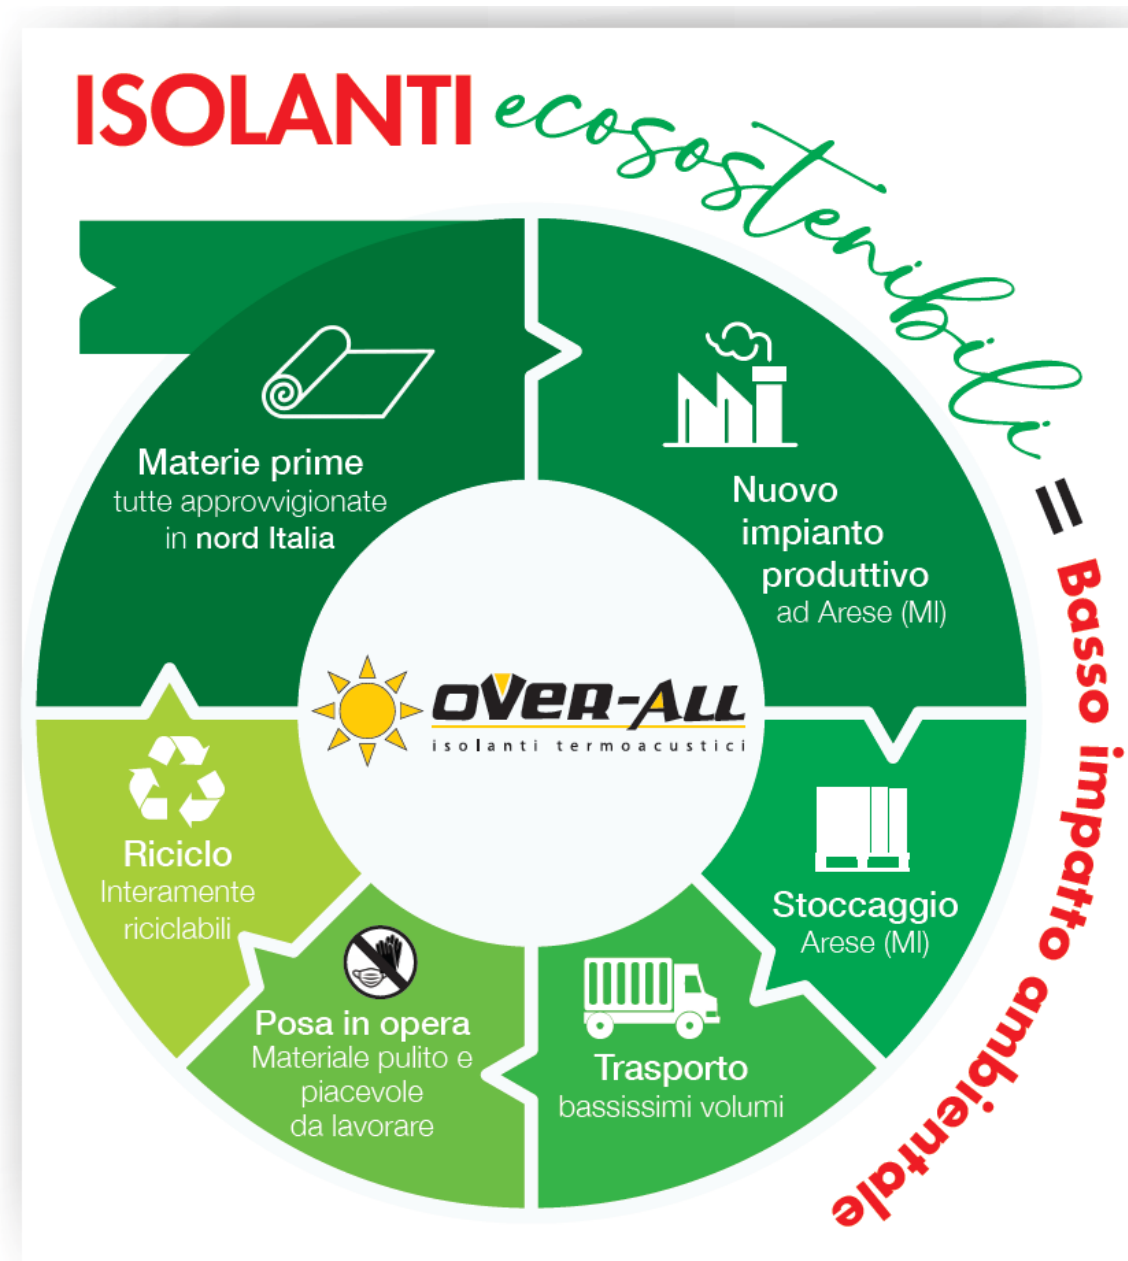 ISOLANTI ecosostenibili = Basso impatto ambientale
Materie prime
tutte approvvigionate
in nord Italia
Nuovo
impianto
produttivo
ad Arese (MI)
Stoccaggio
Arese (MI)
Trasporto
bassissimi volumi
Posa in opera
Materiale pulito e
piacevole
da lavorare
Riciclo
Interamente
riciclabili
OVER-ALL
isolanti termoacustici